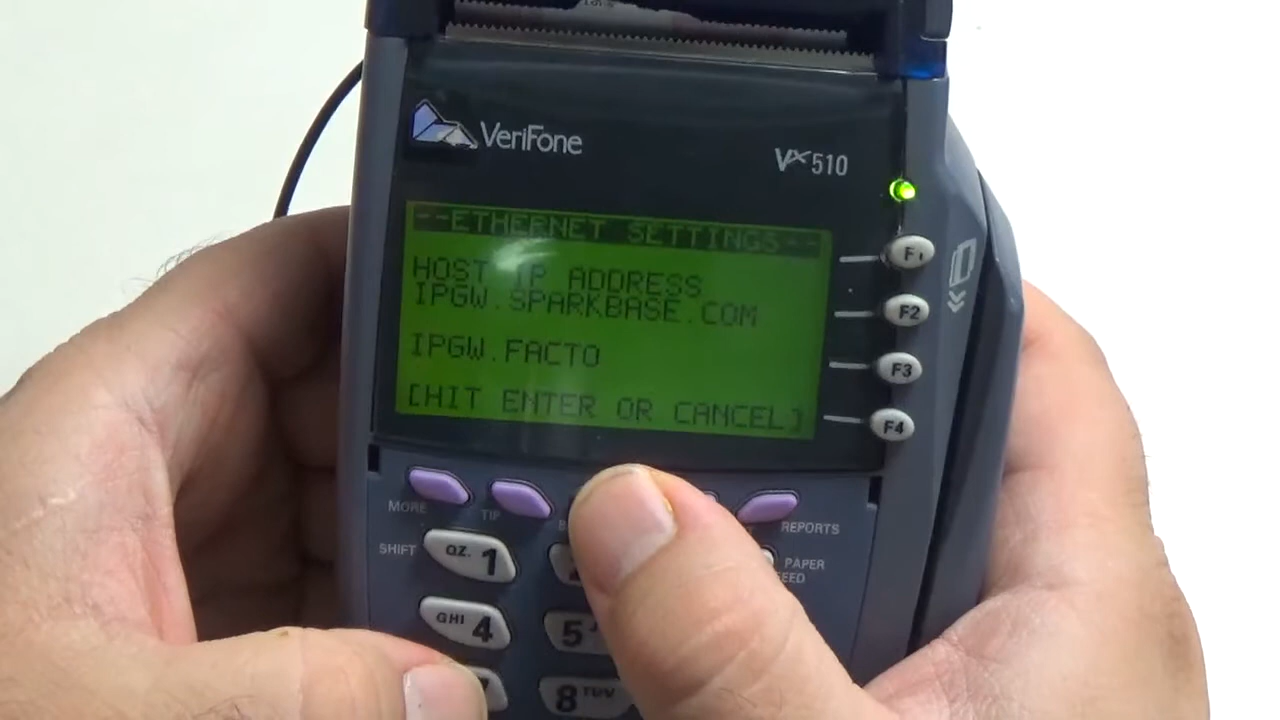 VeriFone
Vx510
--ETHERNET SETTINGS--
HOST IP ADDRESS
IPGW.SPARKBASE.COM
IPGW.FACTO
[HIT ENTER OR CANCEL]
F1
F2
F3
F4
MORE
TIP
REPORTS
SHIFT
QZ. 1
PAPER
FEED
GHI 4
5
8 TUV